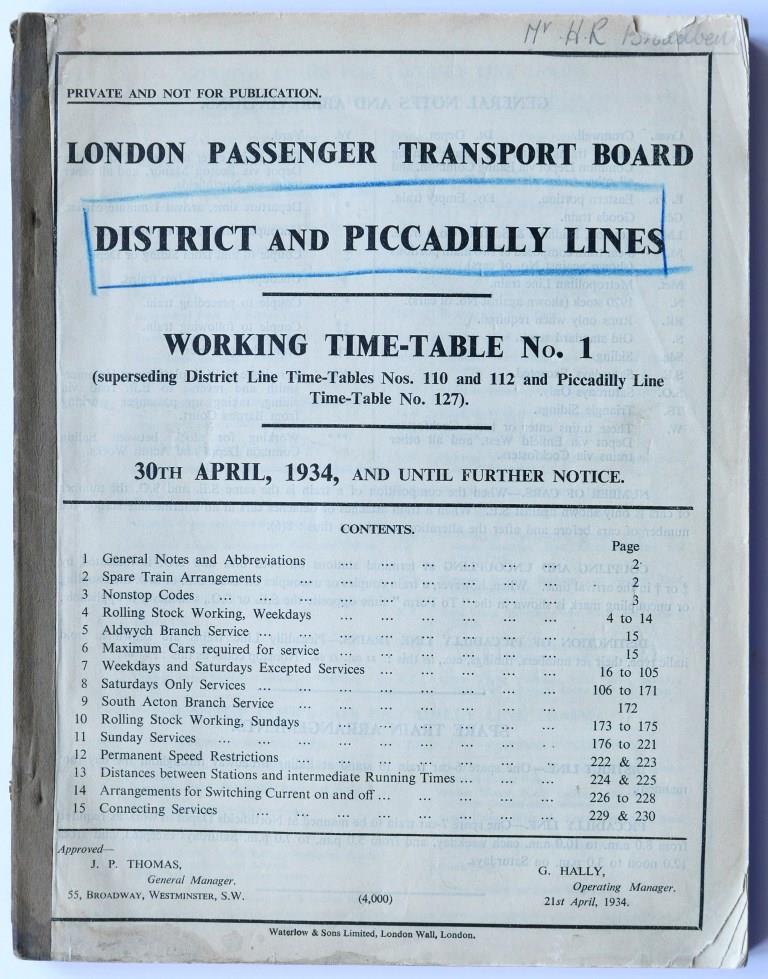 Mr H.R Broadben
PRIVATE AND NOT FOR PUBLICATION.
LONDON PASSENGER TRANSPORT BOARD
DISTRICT AND PICCADILLY LINES
WORKING TIME-TABLE No. 1
(superseding District Line Time-Tables Nos. 110 and 112 and Piccadilly Line
Time-Table No. 127).
30TH APRIL, 1934, AND UNTIL FURTHER NOTICE.
CONTENTS.
Page
1 General Notes and Abbreviations ... ... ... ... ... ... 2
2 Spare Train Arrangements ... ... ... ... ... ... ... 2
3 Nonstop Codes ... ... ... ... ... ... ... ... 3
4 Rolling Stock Working, Weekdays ... ... ... ... ... ... 4 to 14
5 Aldwych Branch Service ... ... ... ... ... ... ... ... 15
6 Maximum Cars required for service ... ... ... ... ... ... 15
7 Weekdays and Saturdays Excepted Services ... ... ... ... ... 16 to 105
8 Saturdays Only Services ... ... ... ... ... ... ... ... 106 to 171
9 South Acton Branch Service ... ... ... ... ... ... ... 172
10 Rolling Stock Working, Sundays ... ... ... ... ... ... ... 173 to 175
11 Sunday Services ... ... ... ... ... ... ... ... ... 176 to 221
12 Permanent Speed Restrictions ... ... ... ... ... ... ... 222 & 223
13 Distances between Stations and intermediate Running Times ... ... ... 224 & 225
14 Arrangements for Switching Current on and off ... ... ... ... ... 226 to 228
15 Connecting Services ... ... ... ... ... ... ... ... 229 & 230
Approved—
J. P. THOMAS,
General Manager.
55, BROADWAY, WESTMINSTER, S.W.
(4,000)
G. HALLY,
Operating Manager.
21st April, 1934.
Waterlow & Sons Limited, London Wall, London.